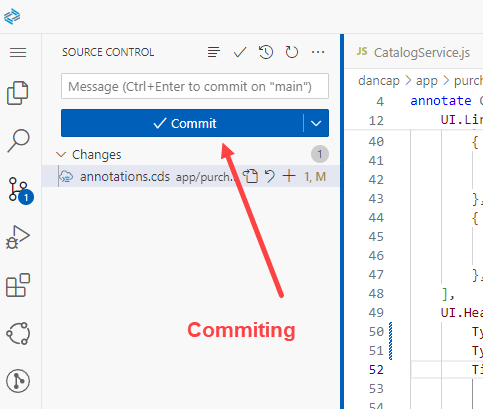 SOURCE CONTROL
Message (Ctrl+Enter to commit on "main")
Commit
Changes 1
annotations.cds app/purch... 1, M
1
Commiting
JS CatalogService.js
dancap > app > purch
4 annotate C
12 UI.Lin
40 {
41
42
43 },
44 {
45
46
47 },
48 ],
49 UI.Hea
50 Ty
51 Ty
52 Ti